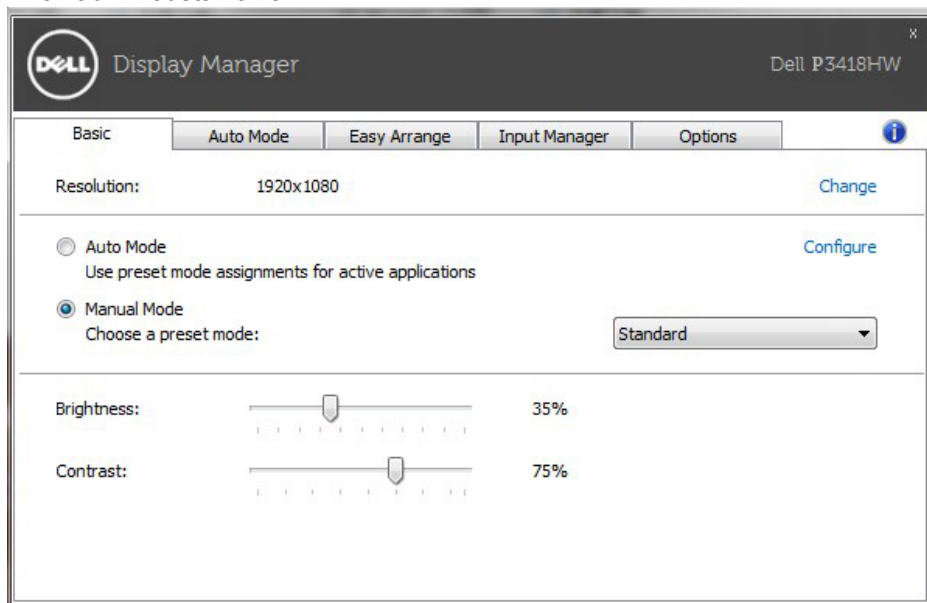 DELL Display Manager
x
Dell P3418HW
Basic Auto Mode Easy Arrange Input Manager Options i
Resolution: 1920x1080 Change
Auto Mode Configure
Use preset mode assignments for active applications
Manual Mode
Choose a preset mode: Standard
Brightness: 35%
Contrast: 75%